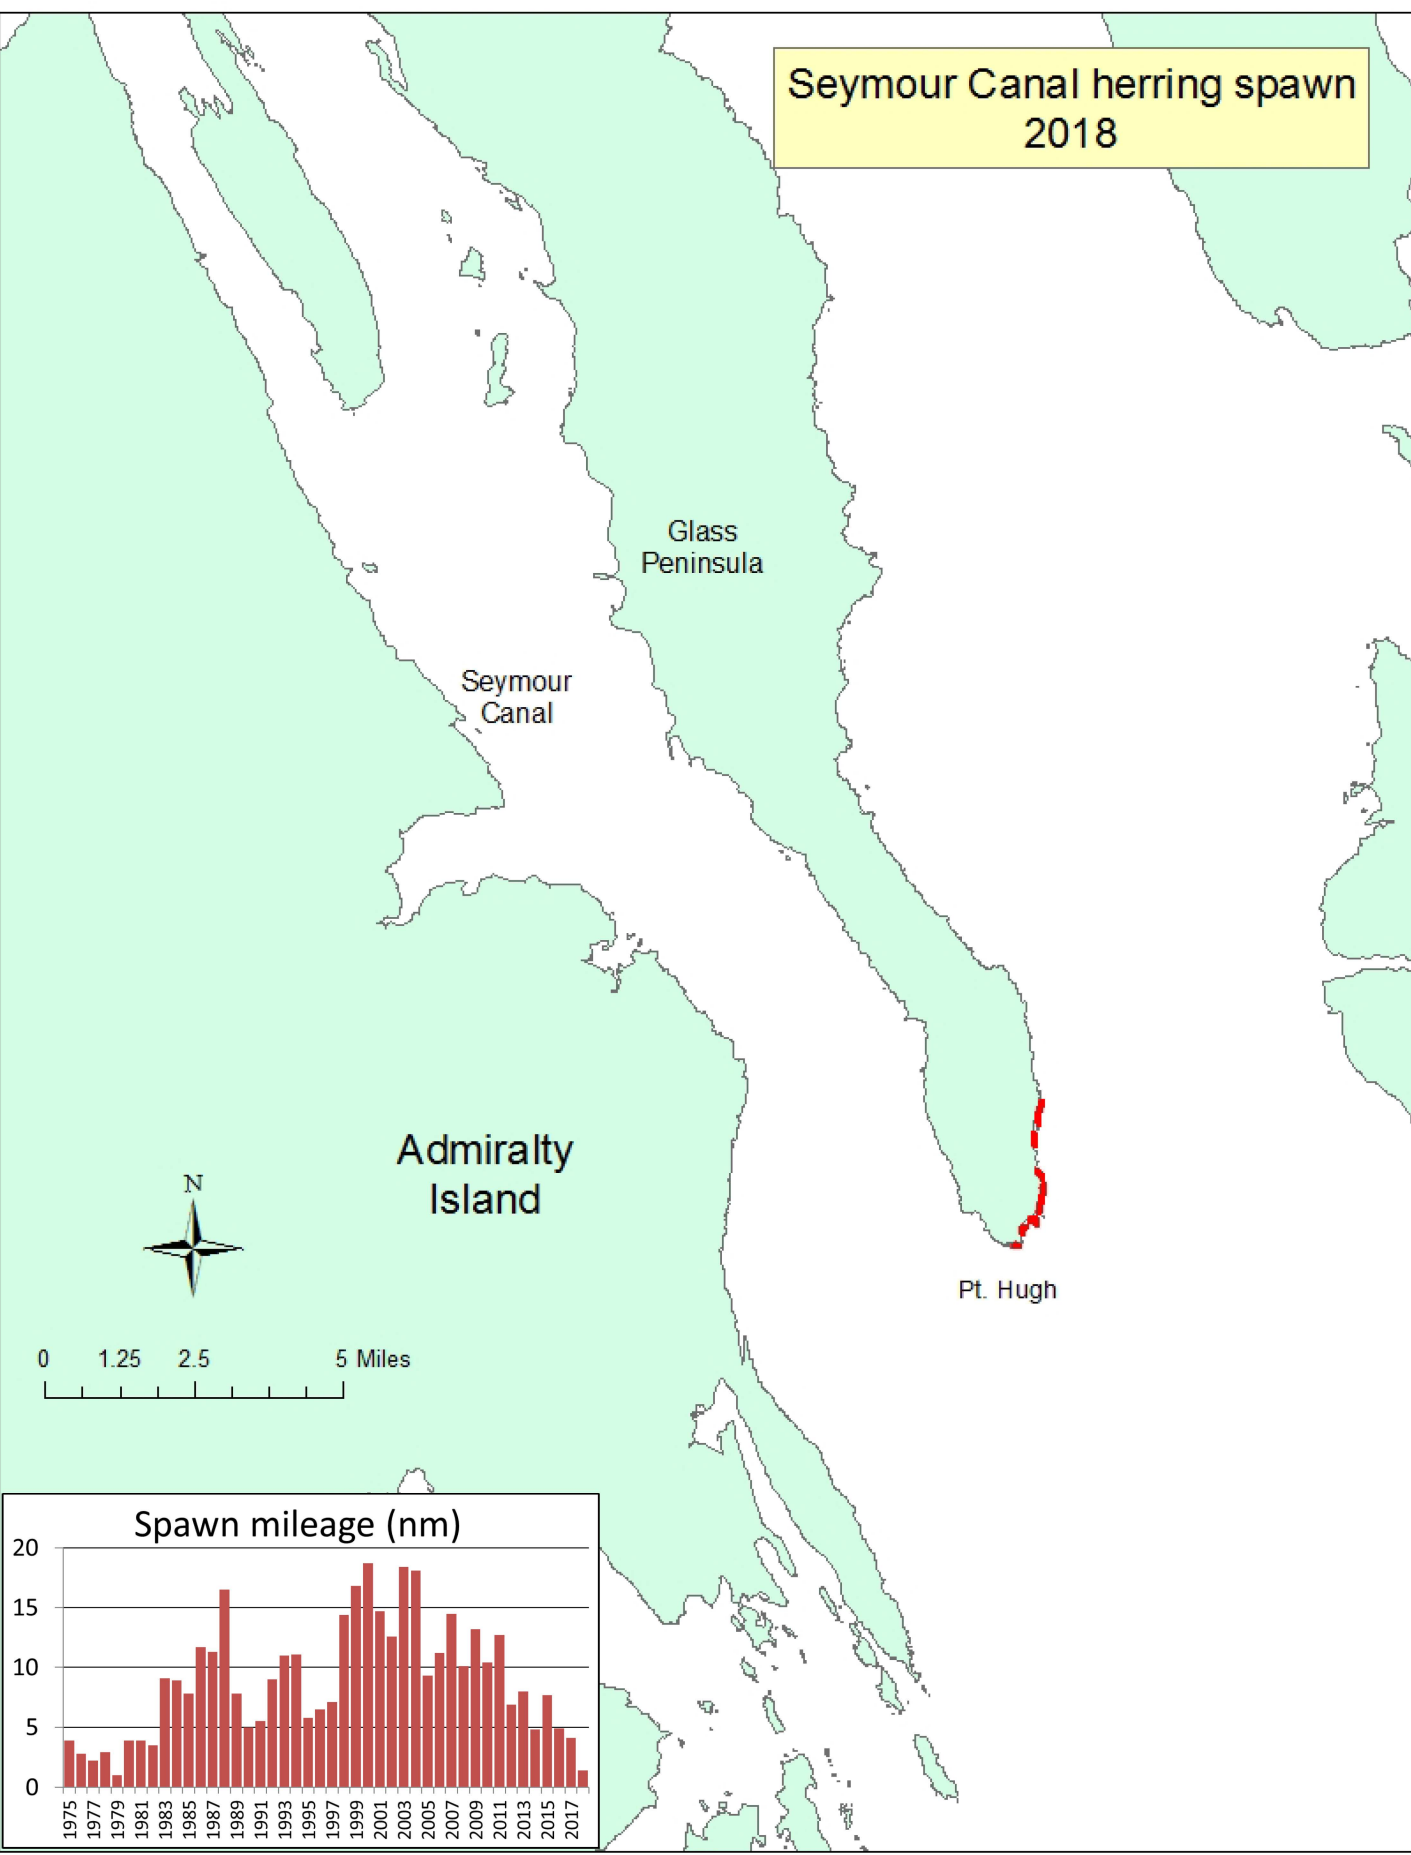 Seymour Canal herring spawn
2018
Glass
Peninsula
Seymour
Canal
Admiralty
Island
N
Pt. Hugh
0 1.25 2.5 5 Miles
Spawn mileage (nm)
20
15
10
5
0
1975 1977 1979 1981 1983 1985 1987 1989 1991 1993 1995 1997 1999 2001 2003 2005 2007 2009 2011 2013 2015 2017